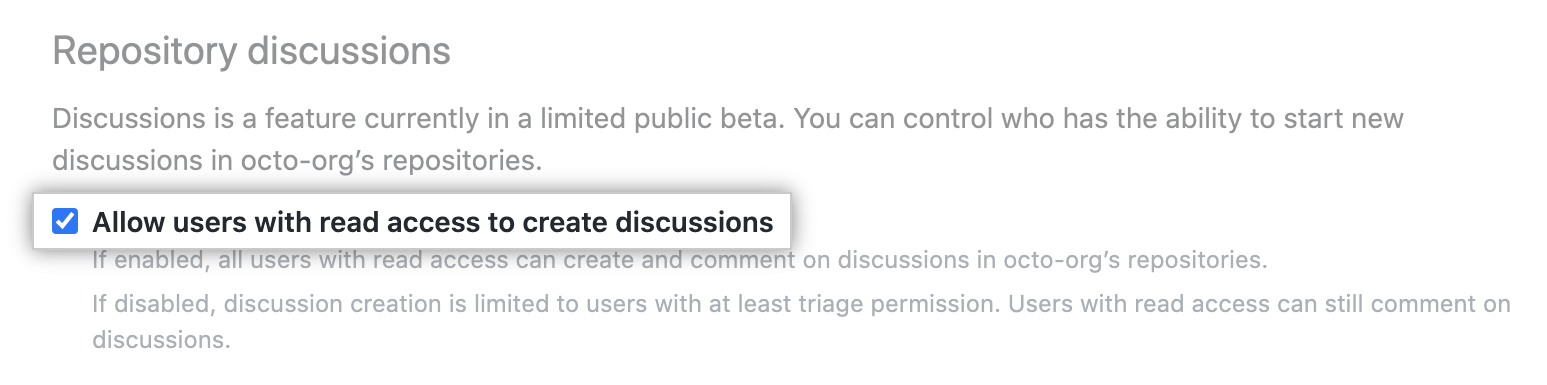 Repository discussions
Discussions is a feature currently in a limited public beta. You can control who has the ability to start new
discussions in octo-org’s repositories.
Allow users with read access to create discussions
If enabled, all users with read access can create and comment on discussions in octo-org’s repositories.
If disabled, discussion creation is limited to users with at least triage permission. Users with read access can still comment on
discussions.